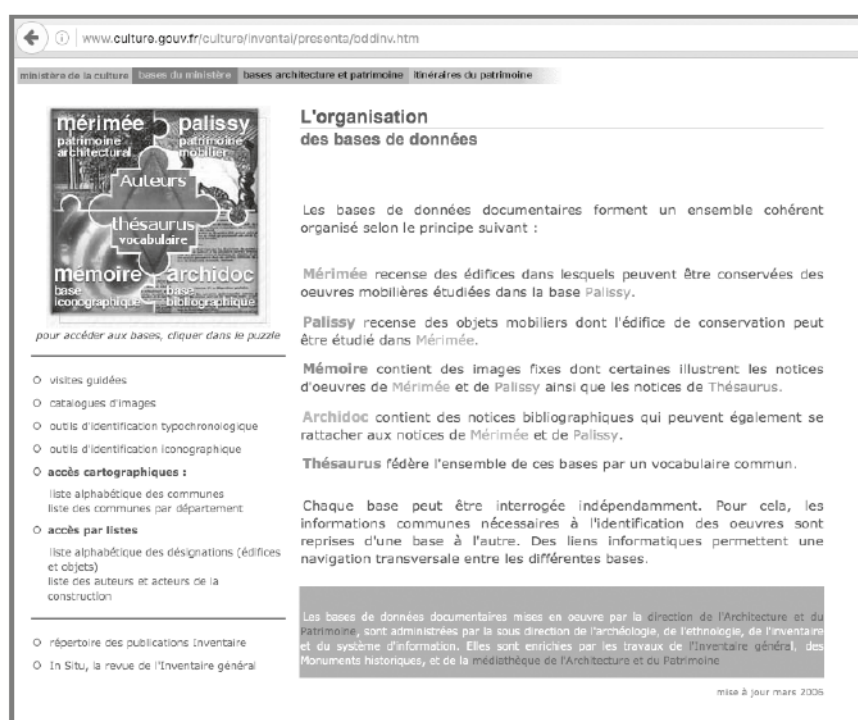 www.culture.gouv.fr/culture/inventai/presenta/bddinv.htm
ministère de la culture bases du ministère bases architecture et patrimoine itinéraires du patrimoine
mérimée palissy
patrimoine patrimoine
architectural mobilier
Auteurs
thésaurus
vocabulaire
mémoire archidoc
base base
iconographique bibliographique
pour accéder aux bases, cliquer dans le puzzle
visites guidées
catalogues d'images
outils d'identification typochronologique
outils d'identification iconographique
accès cartographiques :
liste alphabétique des communes
liste des communes par département
accès par listes
liste alphabétique des désignations (édifices
et objets)
liste des auteurs et acteurs de la
construction
répertoire des publications Inventaire
In Situ, la revue de l'Inventaire général
L'organisation
des bases de données
Les bases de données documentaires forment un ensemble cohérent
organisé selon le principe suivant :
Mérimée recense des édifices dans lesquels peuvent être conservées des
oeuvres mobilières étudiées dans la base Palissy.
Palissy recense des objets mobiliers dont l'édifice de conservation peut
être étudié dans Mérimée.
Mémoire contient des images fixes dont certaines illustrent les notices
d'oeuvres de Mérimée et de Palissy ainsi que les notices de Thésaurus.
Archidoc contient des notices bibliographiques qui peuvent également se
rattacher aux notices de Mérimée et de Palissy.
Thésaurus fédère l'ensemble de ces bases par un vocabulaire commun.
Chaque base peut être interrogée indépendamment. Pour cela, les
informations communes nécessaires à l'identification des oeuvres sont
reprises d'une base à l'autre. Des liens informatiques permettent une
navigation transversale entre les différentes bases.
Les bases de données documentaires mises en oeuvre par la direction de l'Architecture et du
Patrimoine, sont administrées par la sous direction de l'archéologie, de l'ethnologie, de l'inventaire
et du système d'information. Elles sont enrichies par les travaux de l'Inventaire général, des
Monuments historiques, et de la médiathèque de l'Architecture et du Patrimoine
mise à jour mars 2006